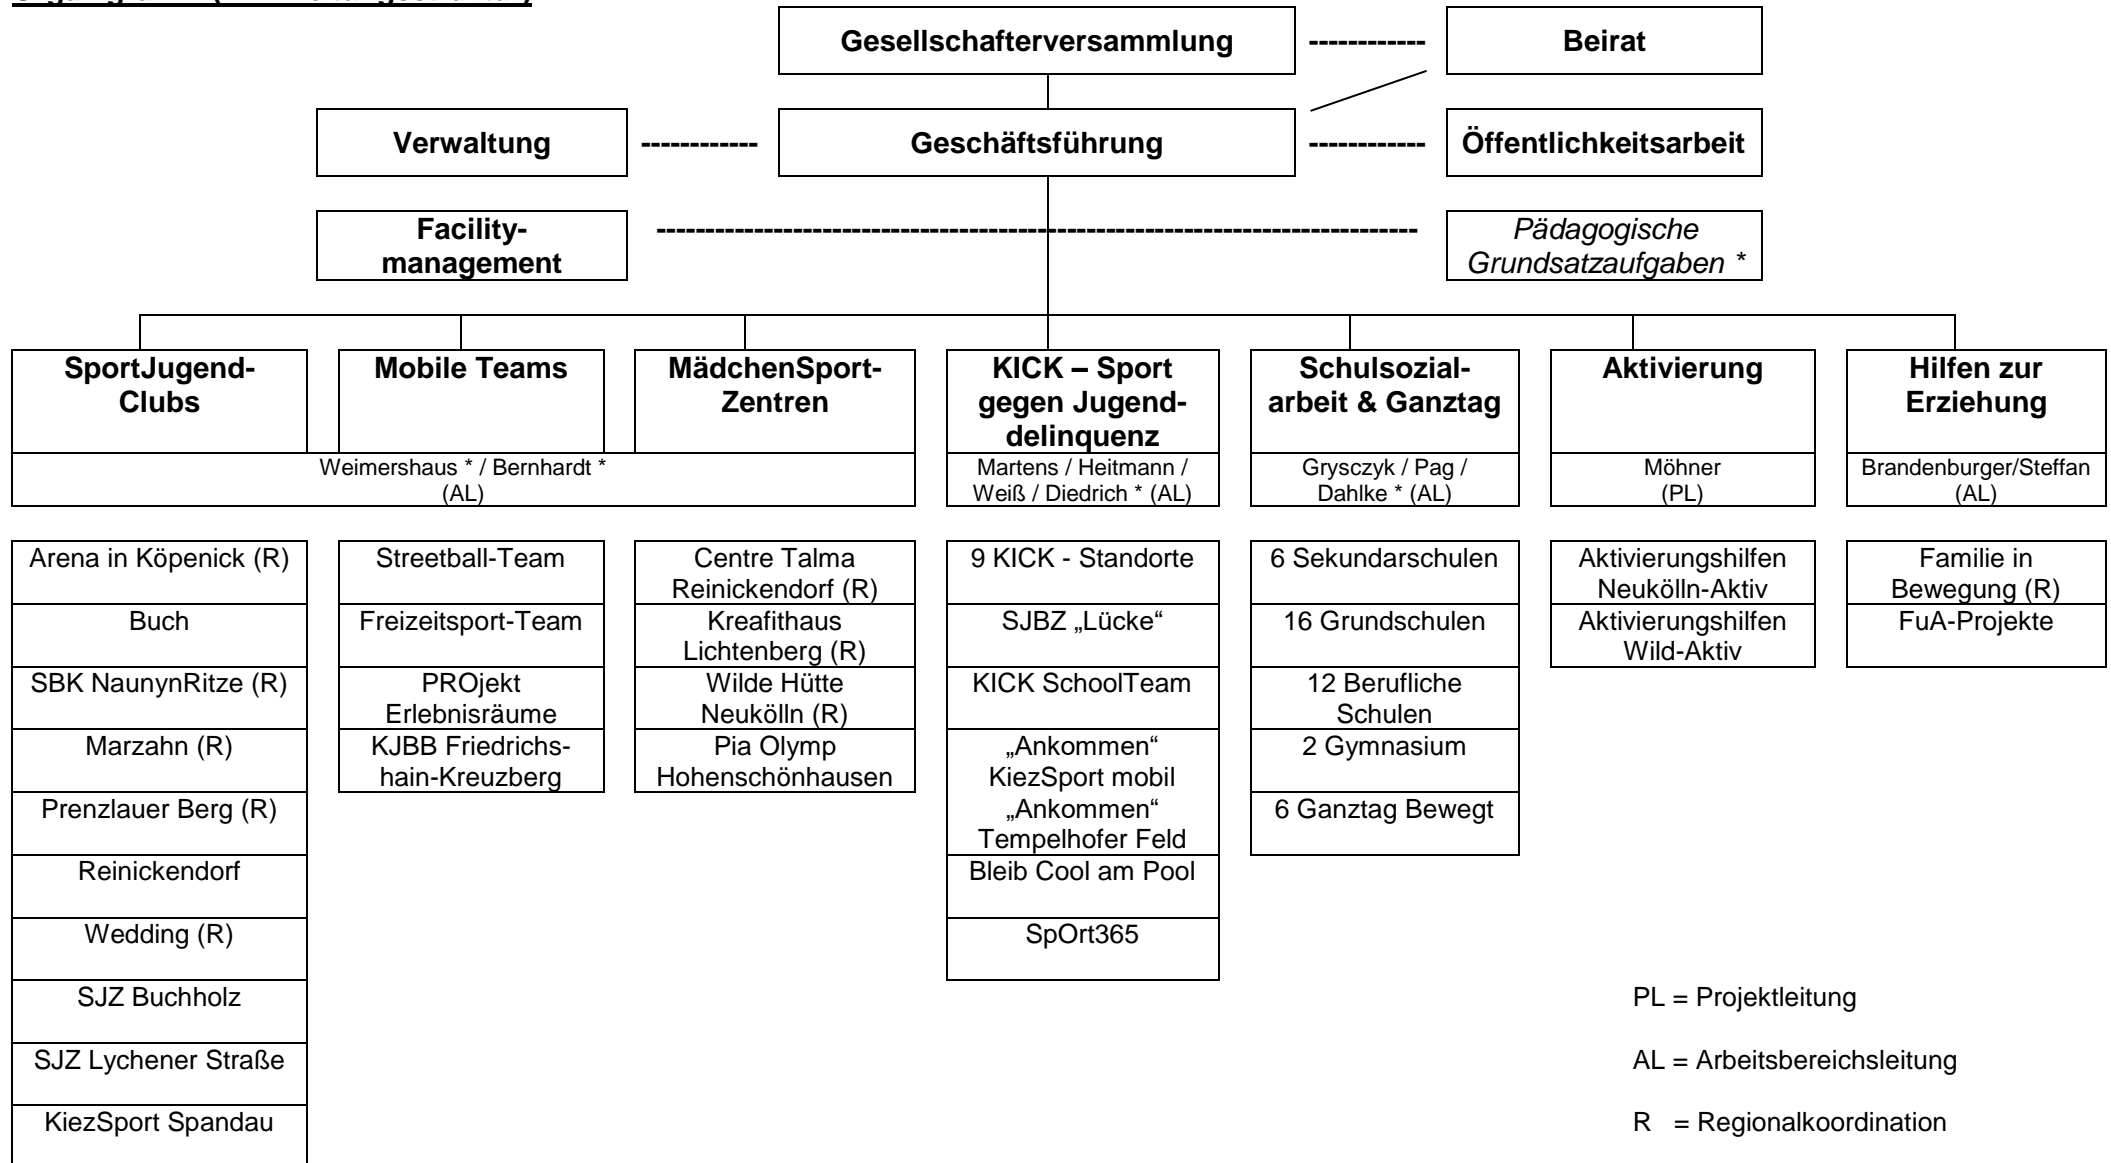 Gesellschafterversammlung ------------ Beirat
Verwaltung ------------ Geschäftsführung ------------ Öffentlichkeitsarbeit
Facility-
management
Pädagogische
Grundsatzaufgaben *
SportJugend-
Clubs
Mobile Teams
MädchenSport-
Zentren
KICK – Sport
gegen Jugend-
delinquenz
Schulsozial-
arbeit & Ganztag
Aktivierung
Hilfen zur
Erziehung
Weimershaus * / Bernhardt *
(AL)
Martens / Heitmann /
Weiß / Diedrich * (AL)
Grysczyk / Pag /
Dahlke * (AL)
Möhner
(PL)
Brandenburger/Steffan
(AL)
Arena in Köpenick (R)
Buch
SBK NaunynRitze (R)
Marzahn (R)
Prenzlauer Berg (R)
Reinickendorf
Wedding (R)
SJZ Buchholz
SJZ Lychener Straße
KiezSport Spandau
Streetball-Team
Freizeitsport-Team
PROjekt
Erlebnisräume
KJBB Friedrichs-
hain-Kreuzberg
Centre Talma
Reinickendorf (R)
Kreafithaus
Lichtenberg (R)
Wilde Hütte
Neukölln (R)
Pia Olymp
Hohenschönhausen
9 KICK - Standorte
SJBZ „Lücke“
KICK SchoolTeam
„Ankommen“
KiezSport mobil
„Ankommen“
Tempelhofer Feld
Bleib Cool am Pool
SpOrt365
6 Sekundarschulen
16 Grundschulen
12 Berufliche
Schulen
2 Gymnasium
6 Ganztag Bewegt
Aktivierungshilfen
Neukölln-Aktiv
Aktivierungshilfen
Wild-Aktiv
Familie in
Bewegung (R)
FuA-Projekte
PL = Projektleitung
AL = Arbeitsbereichsleitung
R = Regionalkoordination